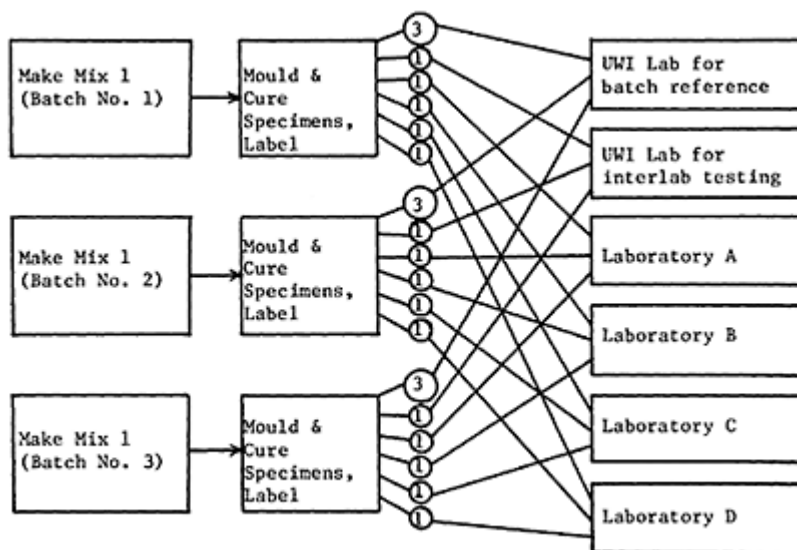 Make Mix 1
(Batch No. 1)
Mould &
Cure
Specimens,
Label
3
1
1
1
1
1
UWI Lab for
batch reference
UWI Lab for
interlab testing
Make Mix 1
(Batch No. 2)
Mould &
Cure
Specimens,
Label
3
1
1
1
1
1
Laboratory A
Laboratory B
Make Mix 1
(Batch No. 3)
Mould &
Cure
Specimens,
Label
3
1
1
1
1
1
Laboratory C
Laboratory D